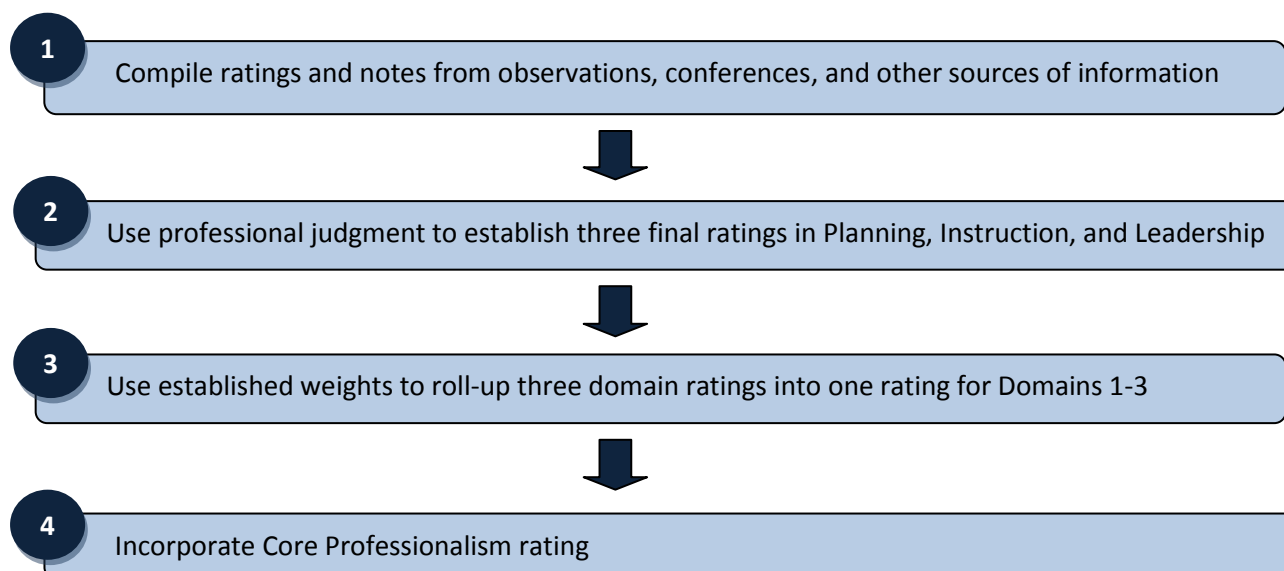 1
Compile ratings and notes from observations, conferences, and other sources of information
2
Use professional judgment to establish three final ratings in Planning, Instruction, and Leadership
3
Use established weights to roll-up three domain ratings into one rating for Domains 1-3
4
Incorporate Core Professionalism rating